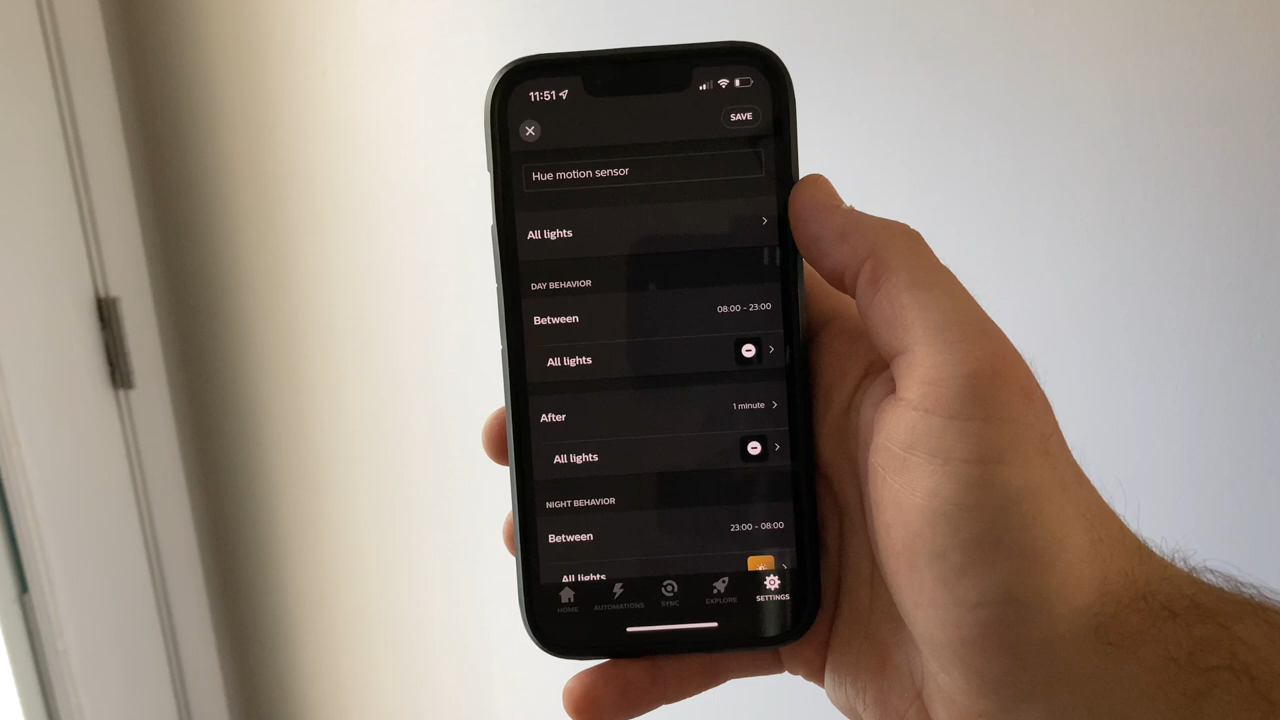 11:51
SAVE
Hue motion sensor
All lights
DAY BEHAVIOR
Between 08:00 - 23:00
All lights
After 1 minute
All lights
NIGHT BEHAVIOR
Between 23:00 - 08:00
All lights
HOME AUTOMATIONS SYNC EXPLORE SETTINGS